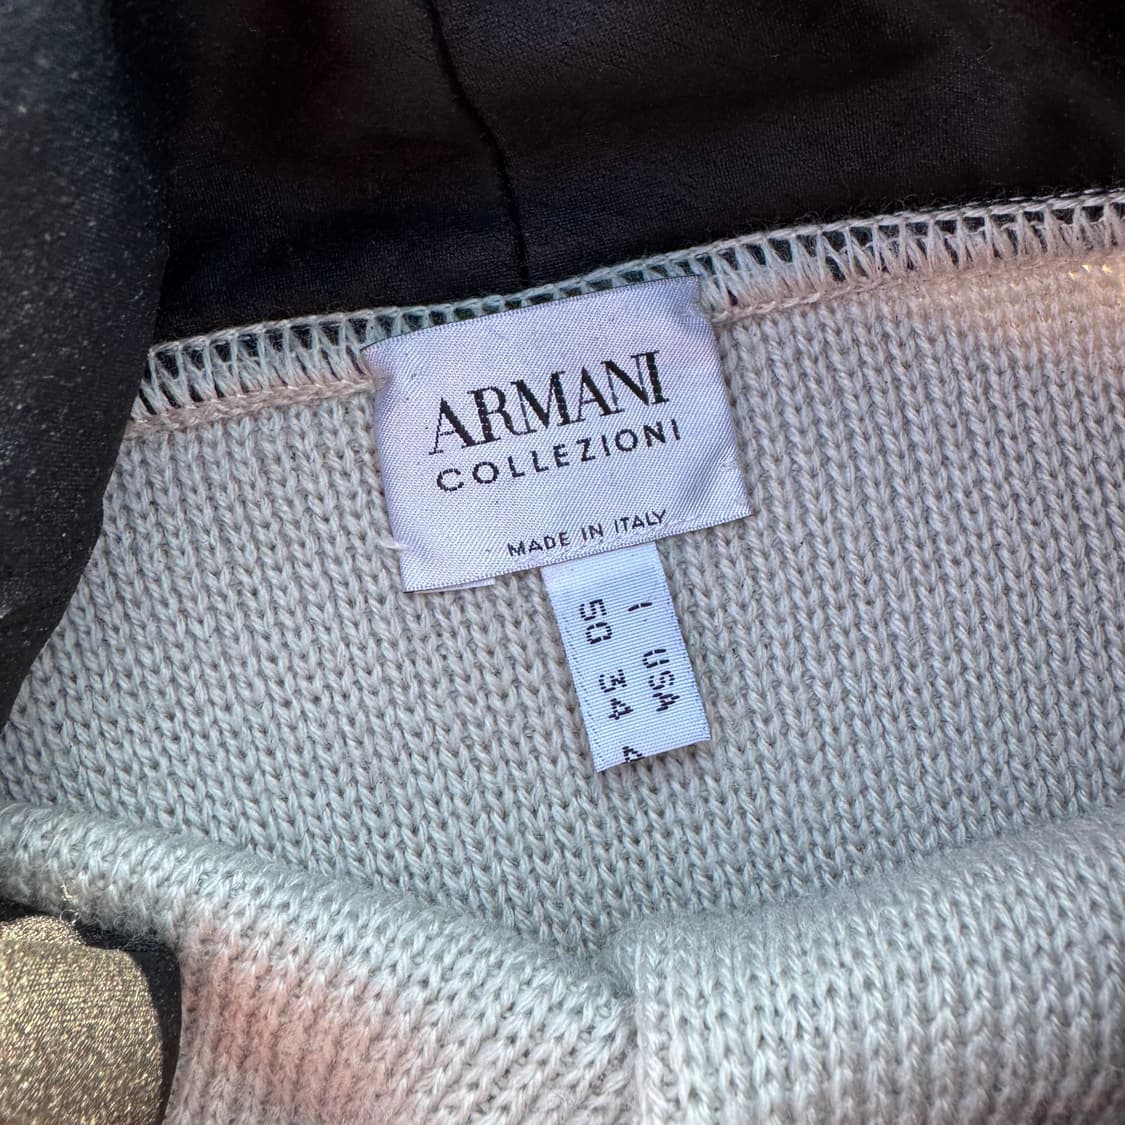 ARMANI
COLLEZIONI
MADE IN ITALY
I USA
50 34